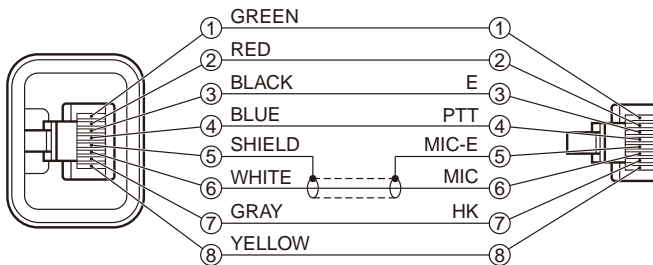 ① GREEN ①
② RED ②
③ BLACK E ③
④ BLUE PTT ④
⑤ SHIELD MIC-E ⑤
⑥ WHITE MIC ⑥
⑦ GRAY HK ⑦
⑧ YELLOW ⑧